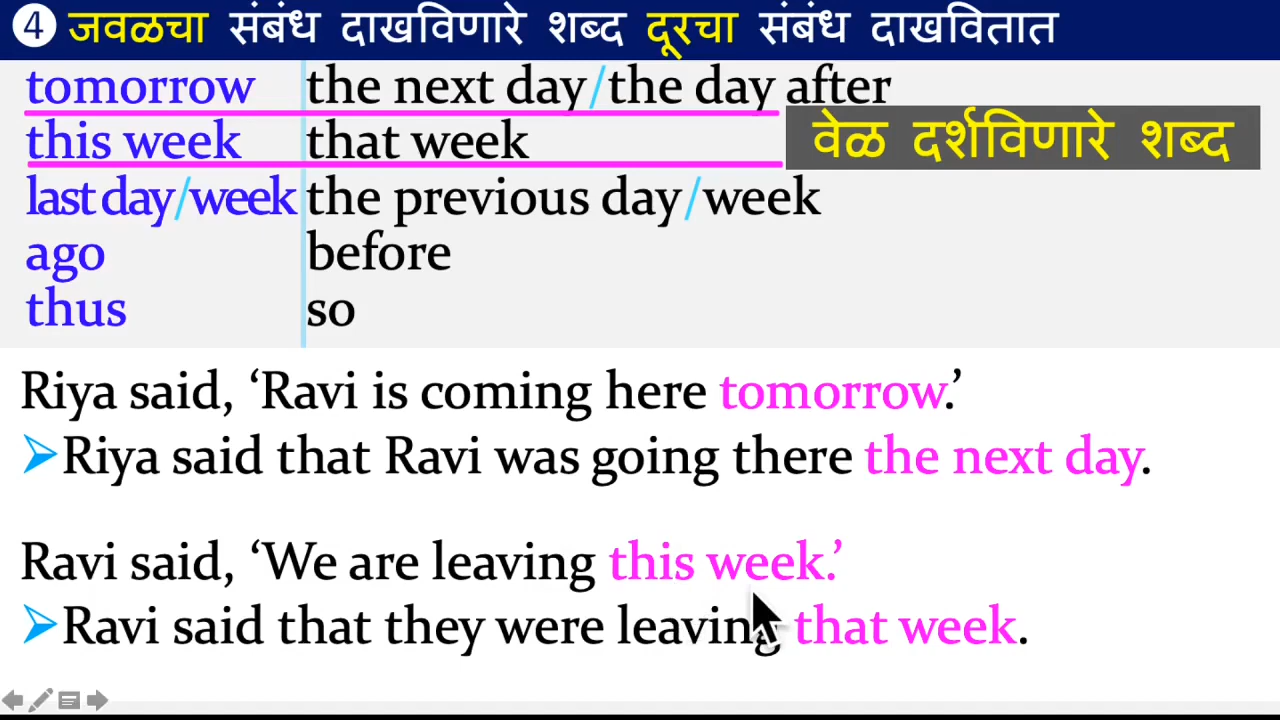 4 जवळचा संबंध दाखविणारे शब्द दूरचा संबंध दाखवितात
tomorrow the next day/the day after
this week that week
वेळ दर्शविणारे शब्द
last day/week the previous day/week
ago before
thus so
Riya said, ‘Ravi is coming here tomorrow.’
➢Riya said that Ravi was going there the next day.
Ravi said, ‘We are leaving this week.’
➢Ravi said that they were leaving that week.